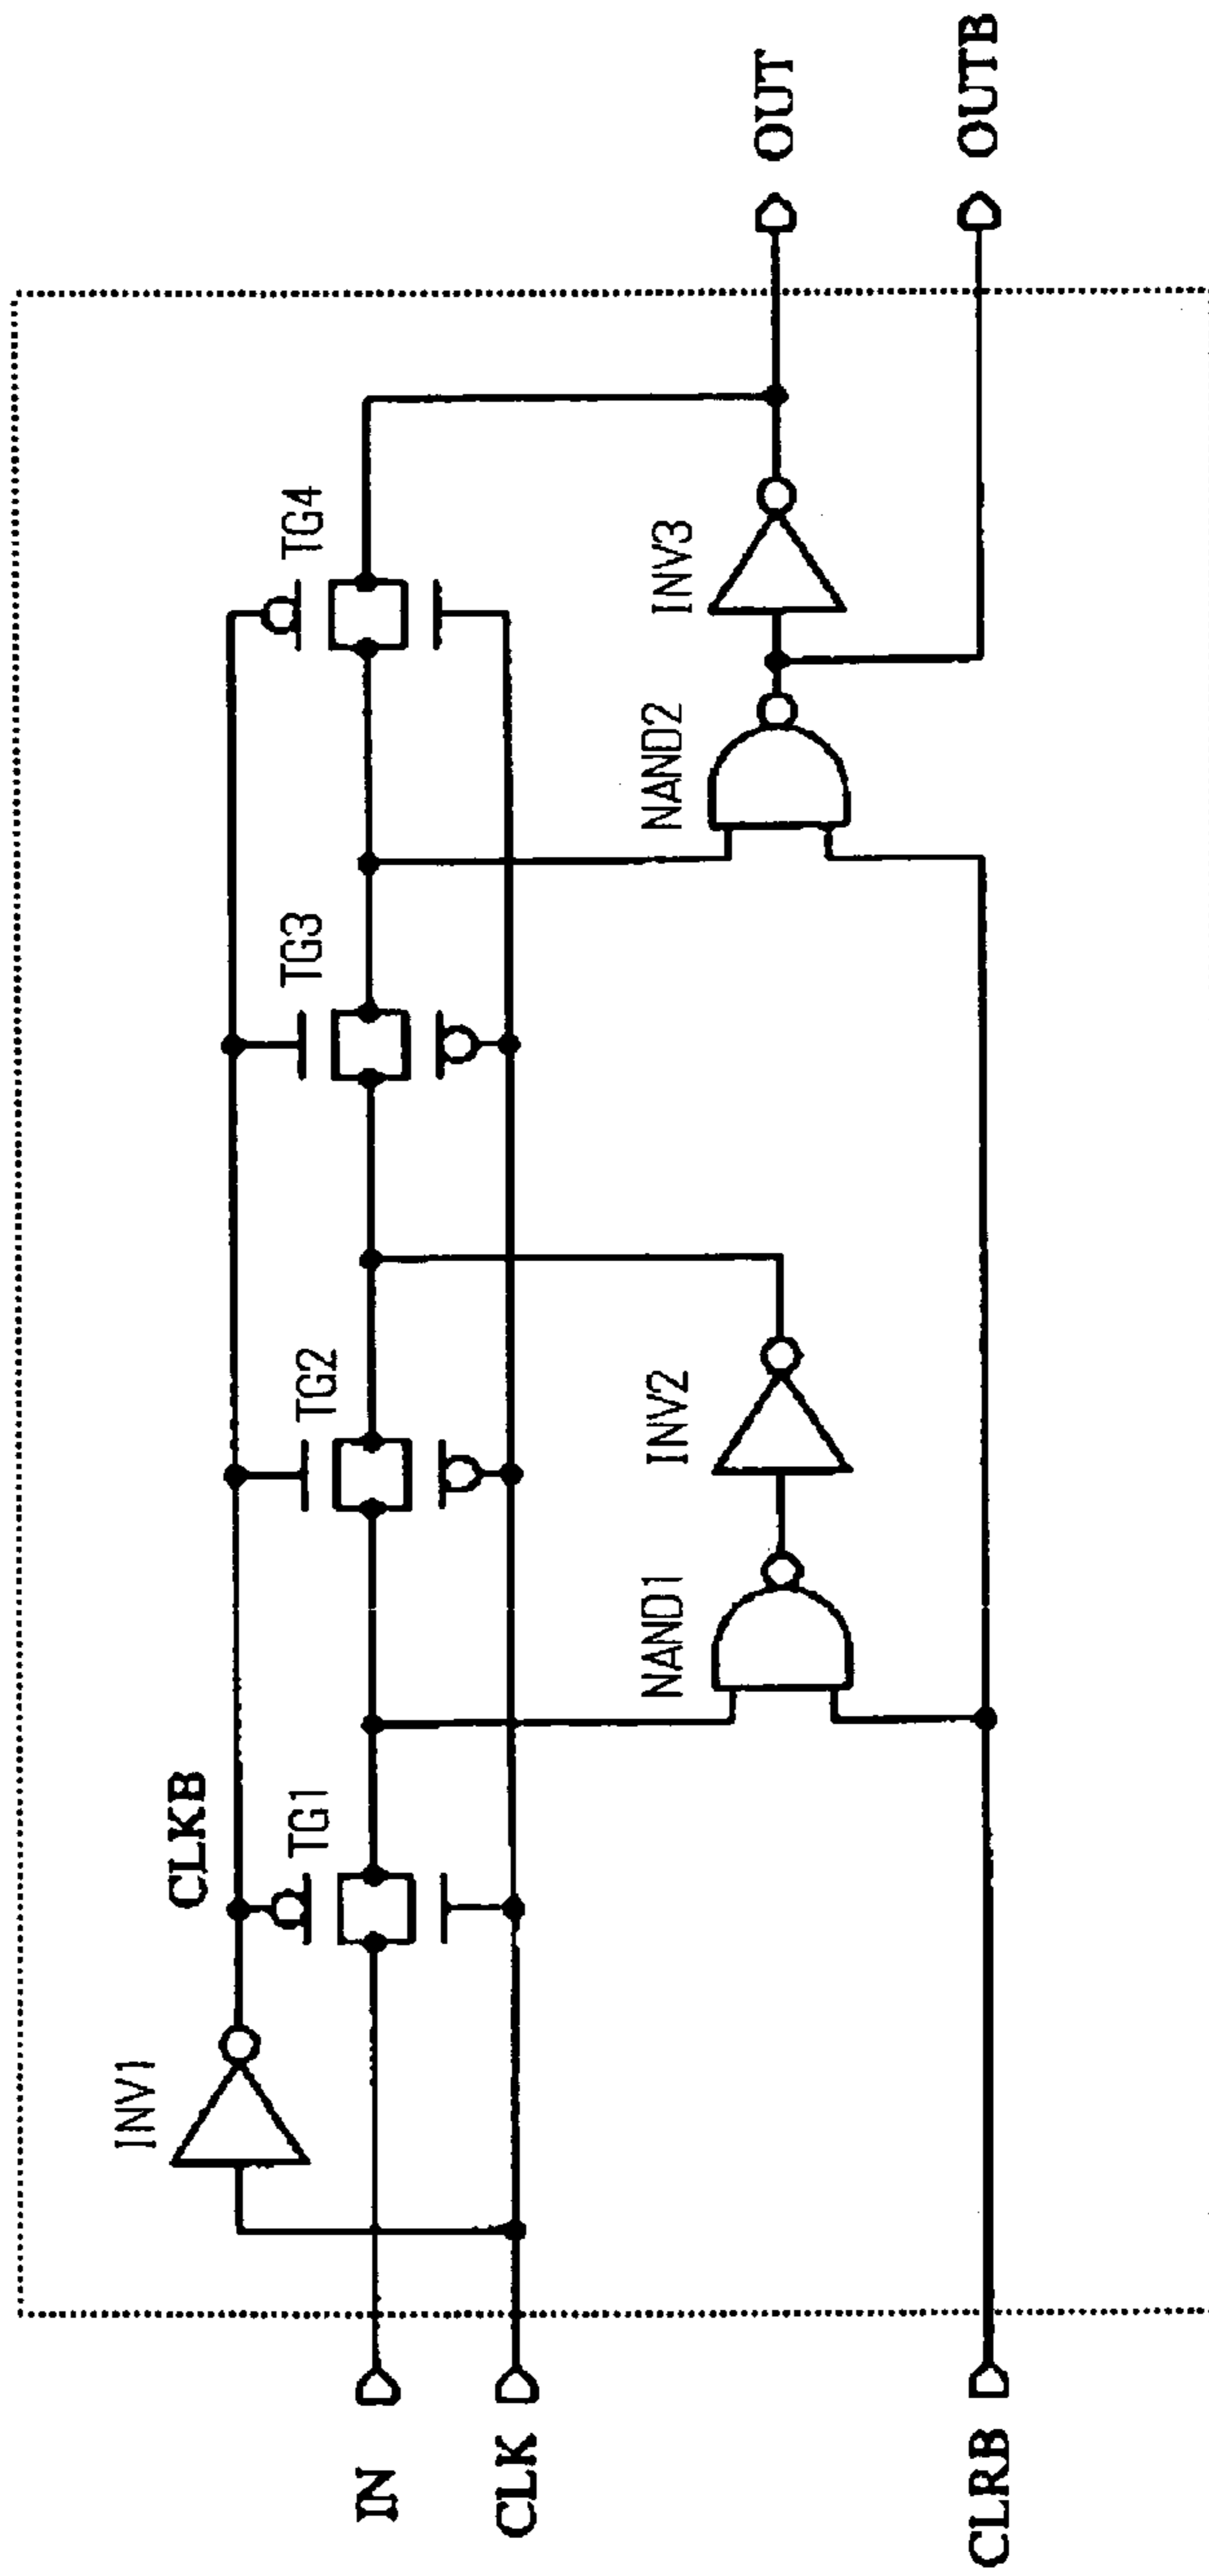 IN
CLK
CLRB
INV1
CLKB
TG1
NAND1
INV2
TG2
TG3
NAND2
INV3
TG4
OUT
OUTB